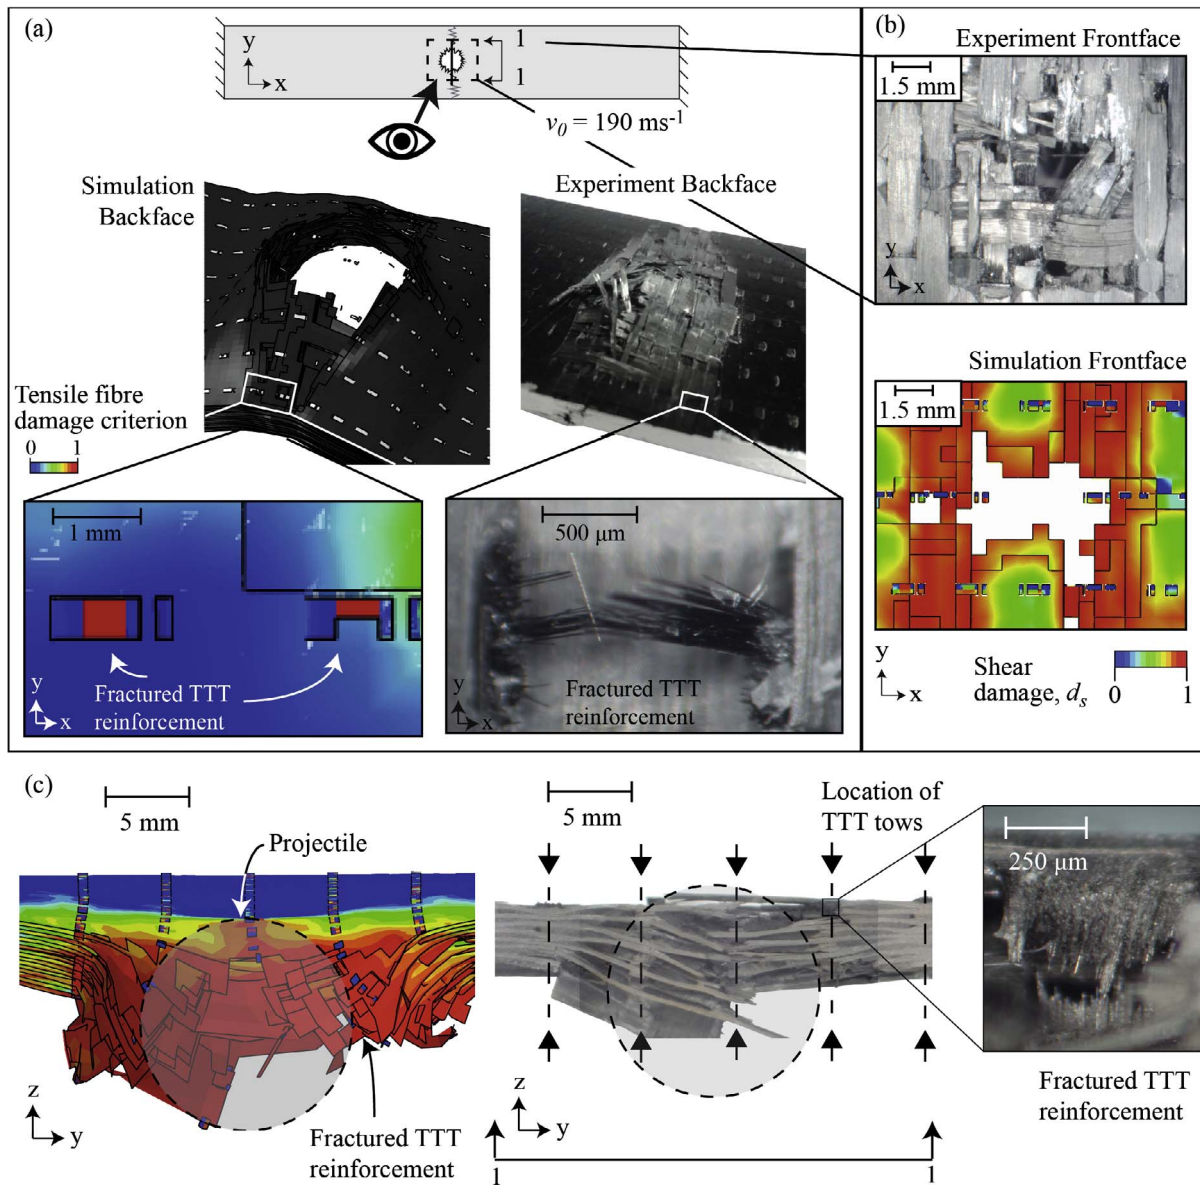 (a)
y
x
1
1
v0 = 190 ms-1
Simulation
Backface
Experiment Backface
Tensile fibre
damage criterion
0 1
1 mm
Fractured TTT
reinforcement
y
x
500 µm
Fractured TTT
reinforcement
(b)
Experiment Frontface
1.5 mm
y
x
Simulation Frontface
1.5 mm
y
x
Shear
damage, ds
0 1
(c)
5 mm
Projectile
z
y
Fractured TTT
reinforcement
5 mm
Location of
TTT tows
z
y
1 1
250 µm
Fractured TTT
reinforcement